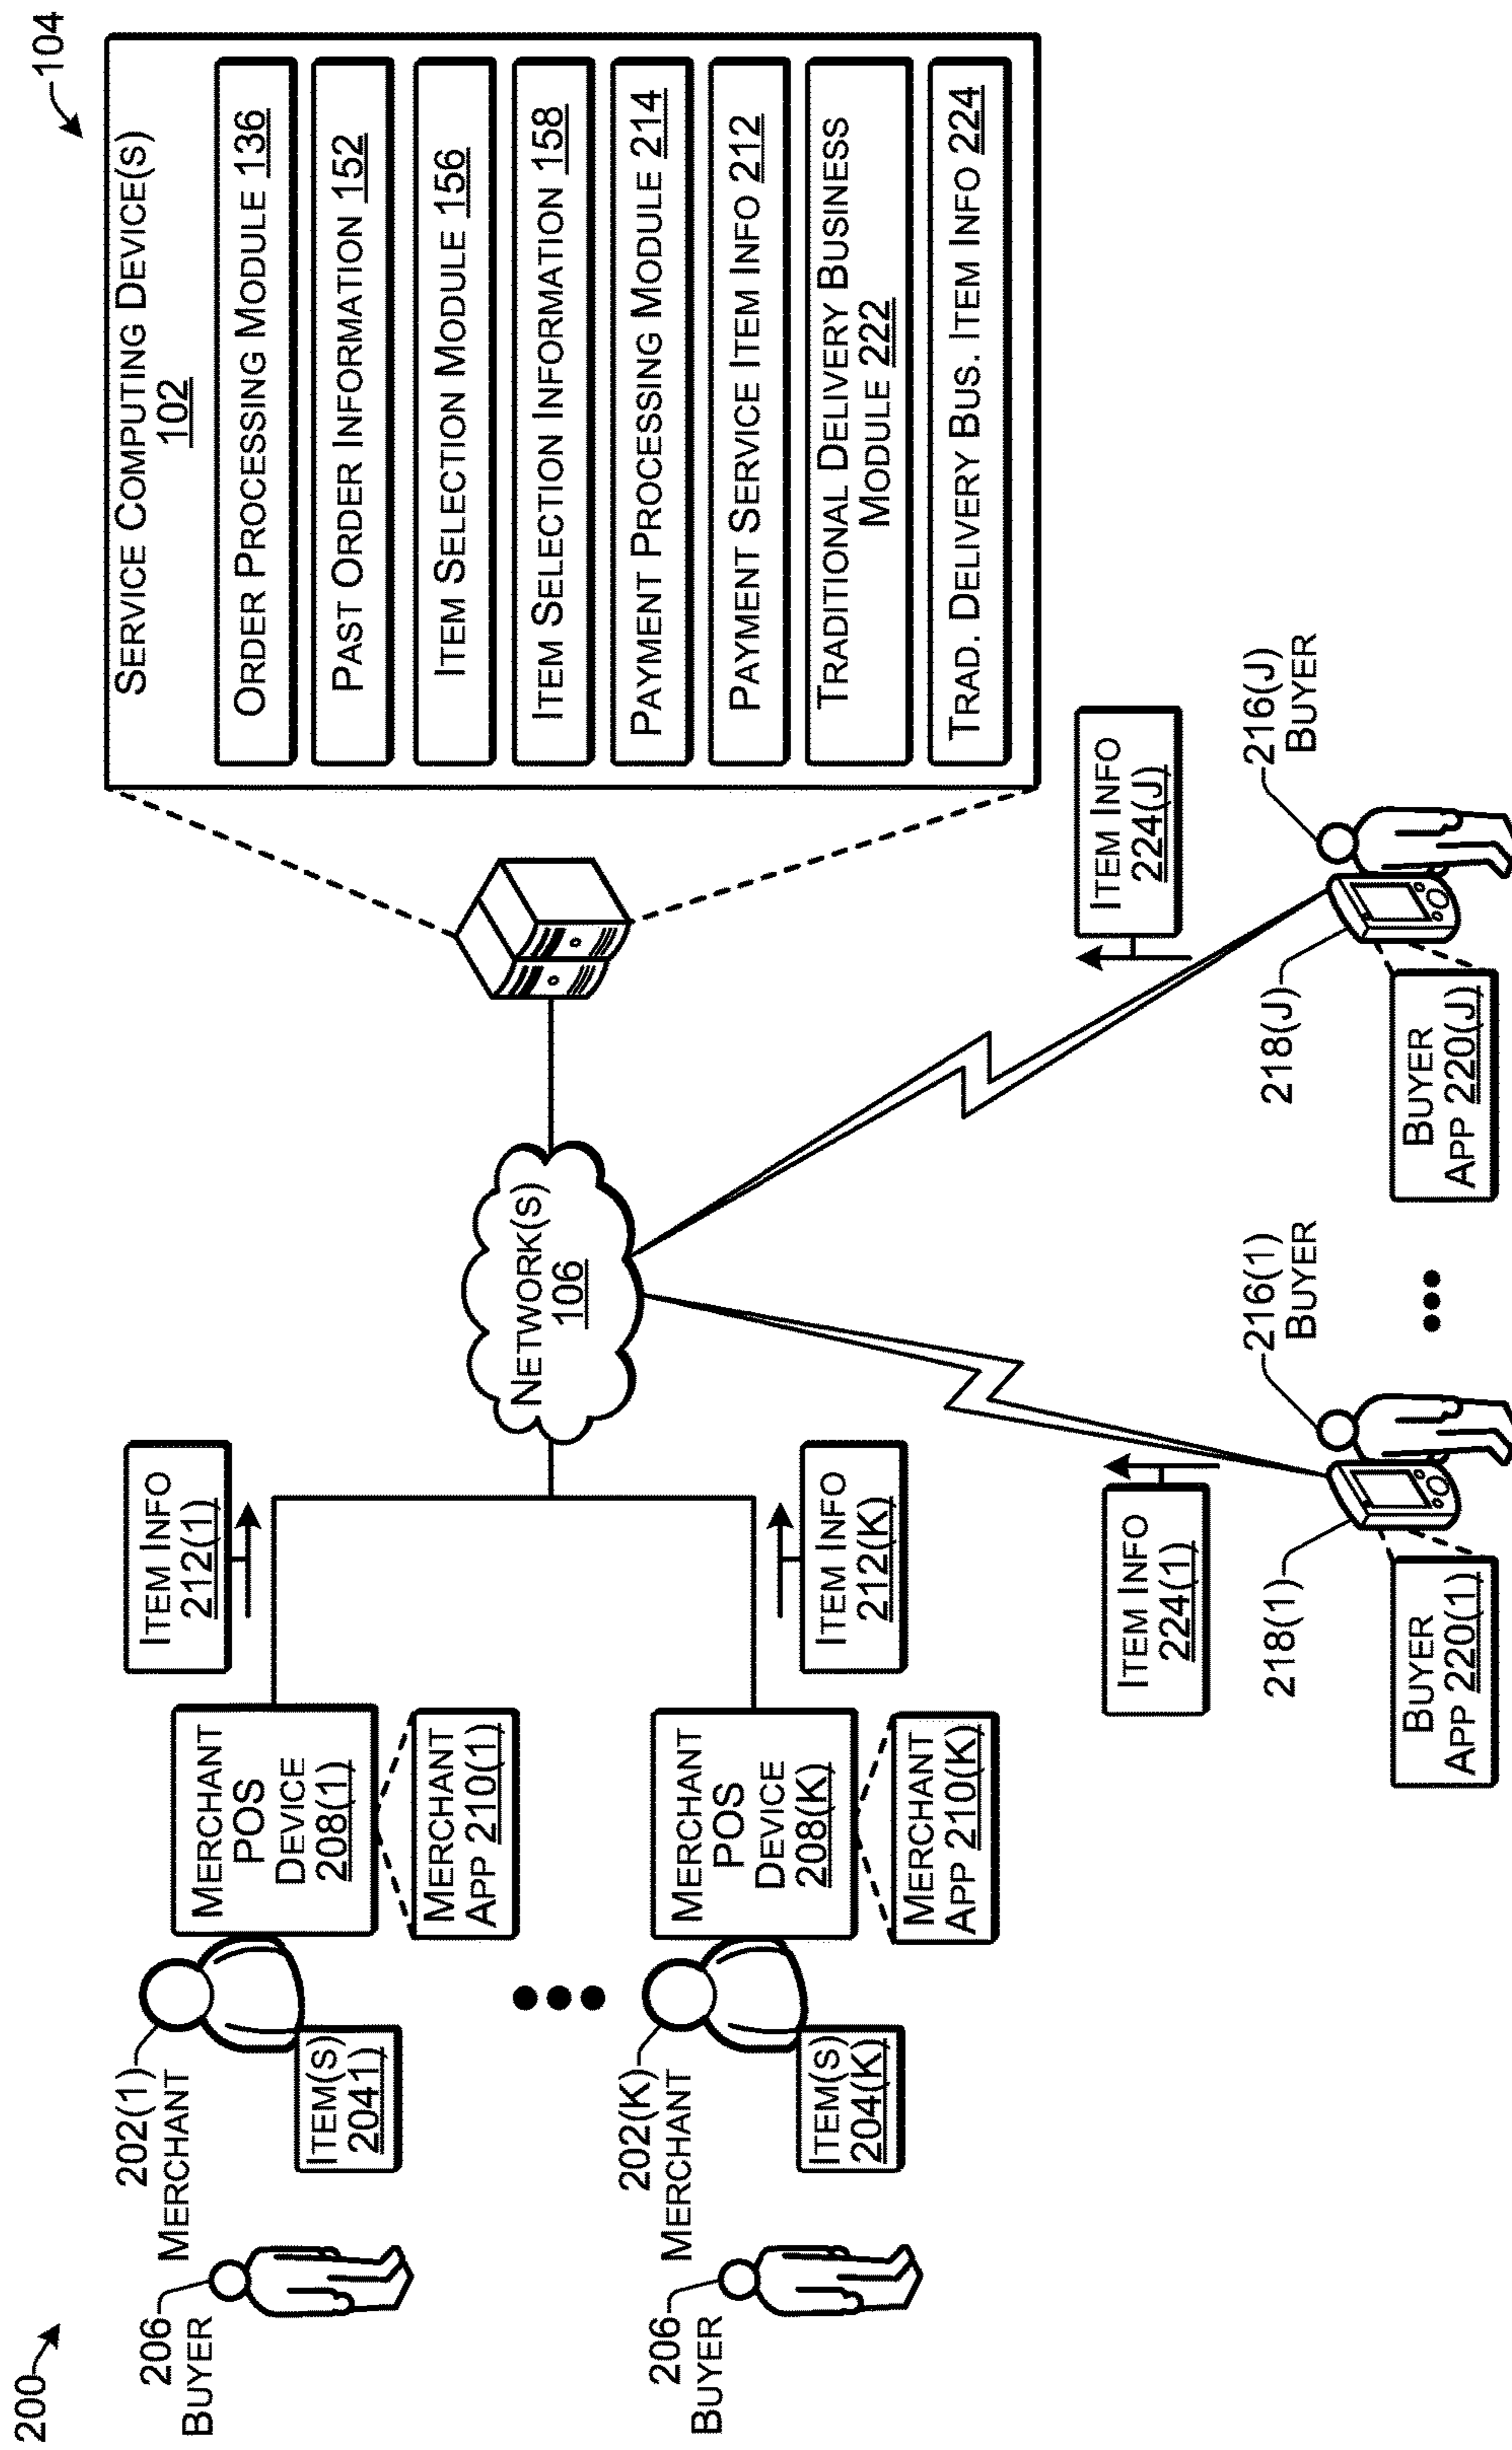 200
104
206
BUYER
202(1)
MERCHANT
ITEM(S)
2041)
MERCHANT
POS
DEVICE
208(1)
MERCHANT
APP 210(1)
ITEM INFO
212(1)
206
BUYER
202(K)
MERCHANT
ITEM(S)
204(K)
MERCHANT
POS
DEVICE
208(K)
MERCHANT
APP 210(K)
ITEM INFO
212(K)
NETWORK(S)
106
SERVICE COMPUTING DEVICE(S)
102
ORDER PROCESSING MODULE 136
PAST ORDER INFORMATION 152
ITEM SELECTION MODULE 156
ITEM SELECTION INFORMATION 158
PAYMENT PROCESSING MODULE 214
PAYMENT SERVICE ITEM INFO 212
TRADITIONAL DELIVERY BUSINESS
MODULE 222
TRAD. DELIVERY BUS. ITEM INFO 224
ITEM INFO
224(1)
218(1)
216(1)
BUYER
BUYER
APP 220(1)
ITEM INFO
224(J)
218(J)
216(J)
BUYER
BUYER
APP 220(J)